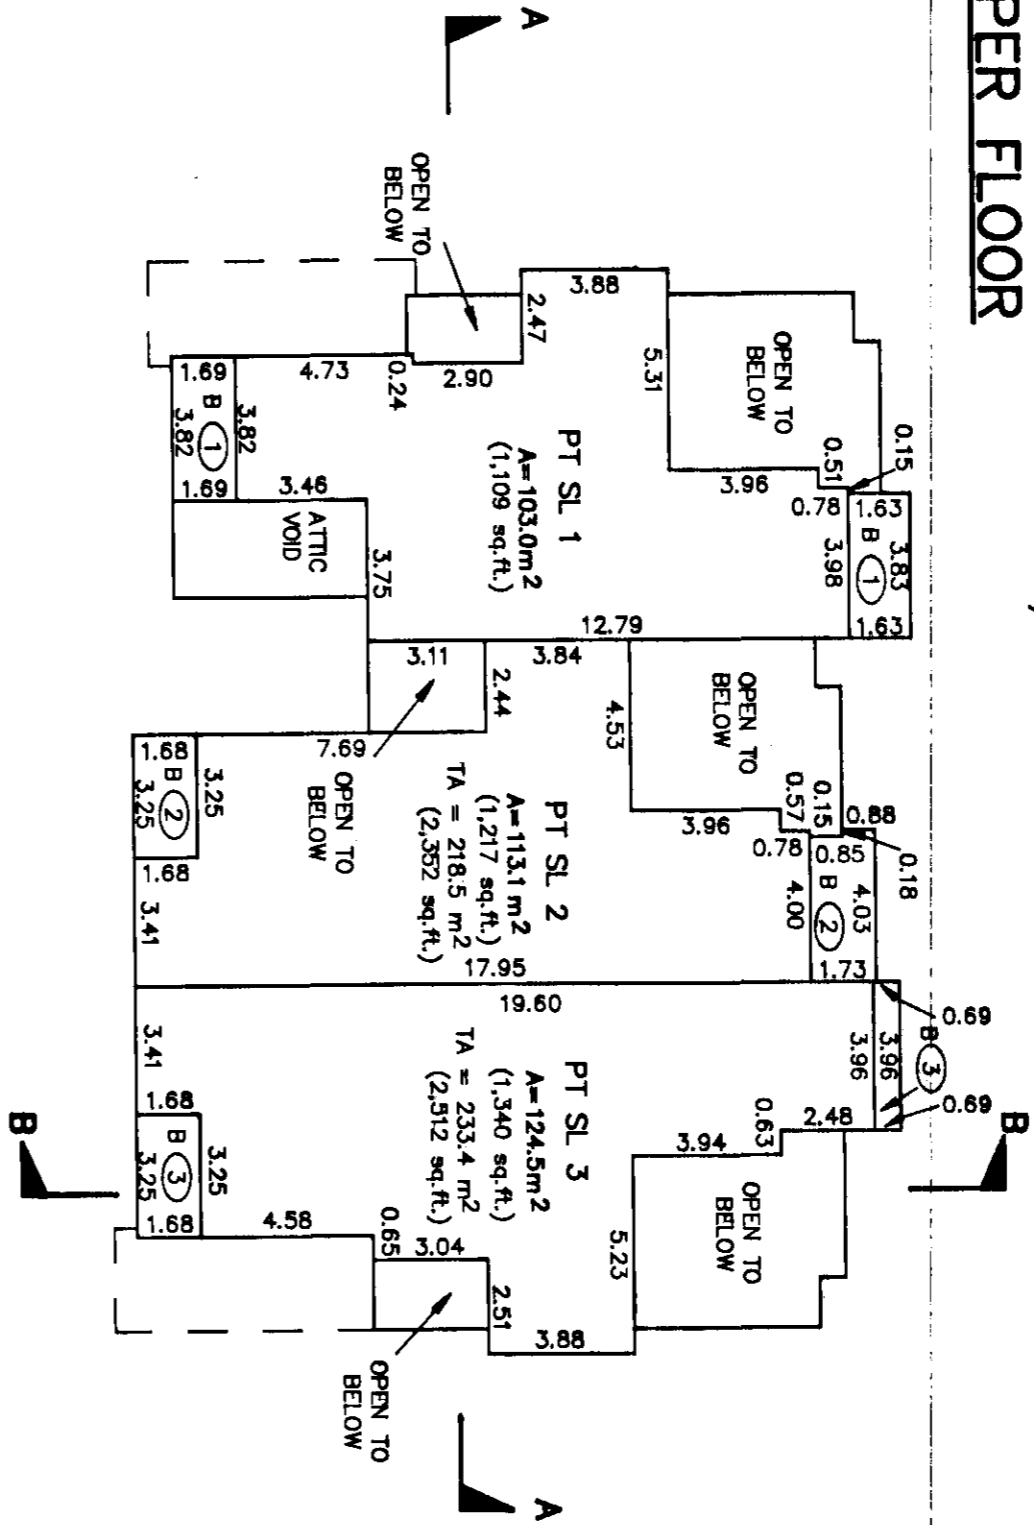 PER FLOOR
A
OPEN TO
BELOW
3.88
2.47
2.90
0.24
4.73
5.31
OPEN TO
BELOW
0.15
0.51
3.96
0.78
1.63
3.83
B 1
1.63
3.98
PT SL 1
A=103.0m2
(1,109 sq.ft.)
1.69
3.82
B 1
3.82
1.69
3.46
ATTIC
VOID
3.75
12.79
3.11
3.84
2.44
OPEN TO
BELOW
4.53
3.96
0.57
0.15
0.88
0.18
0.78
0.85
4.03
B 2
4.00
1.73
7.69
OPEN TO
BELOW
PT SL 2
A=113.1 m2
(1,217 sq.ft.)
TA = 218.5 m2
(2,352 sq.ft.)
1.68
3.25
B 2
3.25
1.68
3.41
17.95
19.60
0.69
B 3
3.96
3.96
0.69
2.48
0.63
3.94
PT SL 3
A=124.5m2
(1,340 sq.ft.)
TA = 233.4 m2
(2,512 sq.ft.)
3.41
1.68
3.25
B 3
3.25
1.68
4.58
0.65
3.04
2.51
3.88
5.23
OPEN TO
BELOW
OPEN TO
BELOW
B
B
A